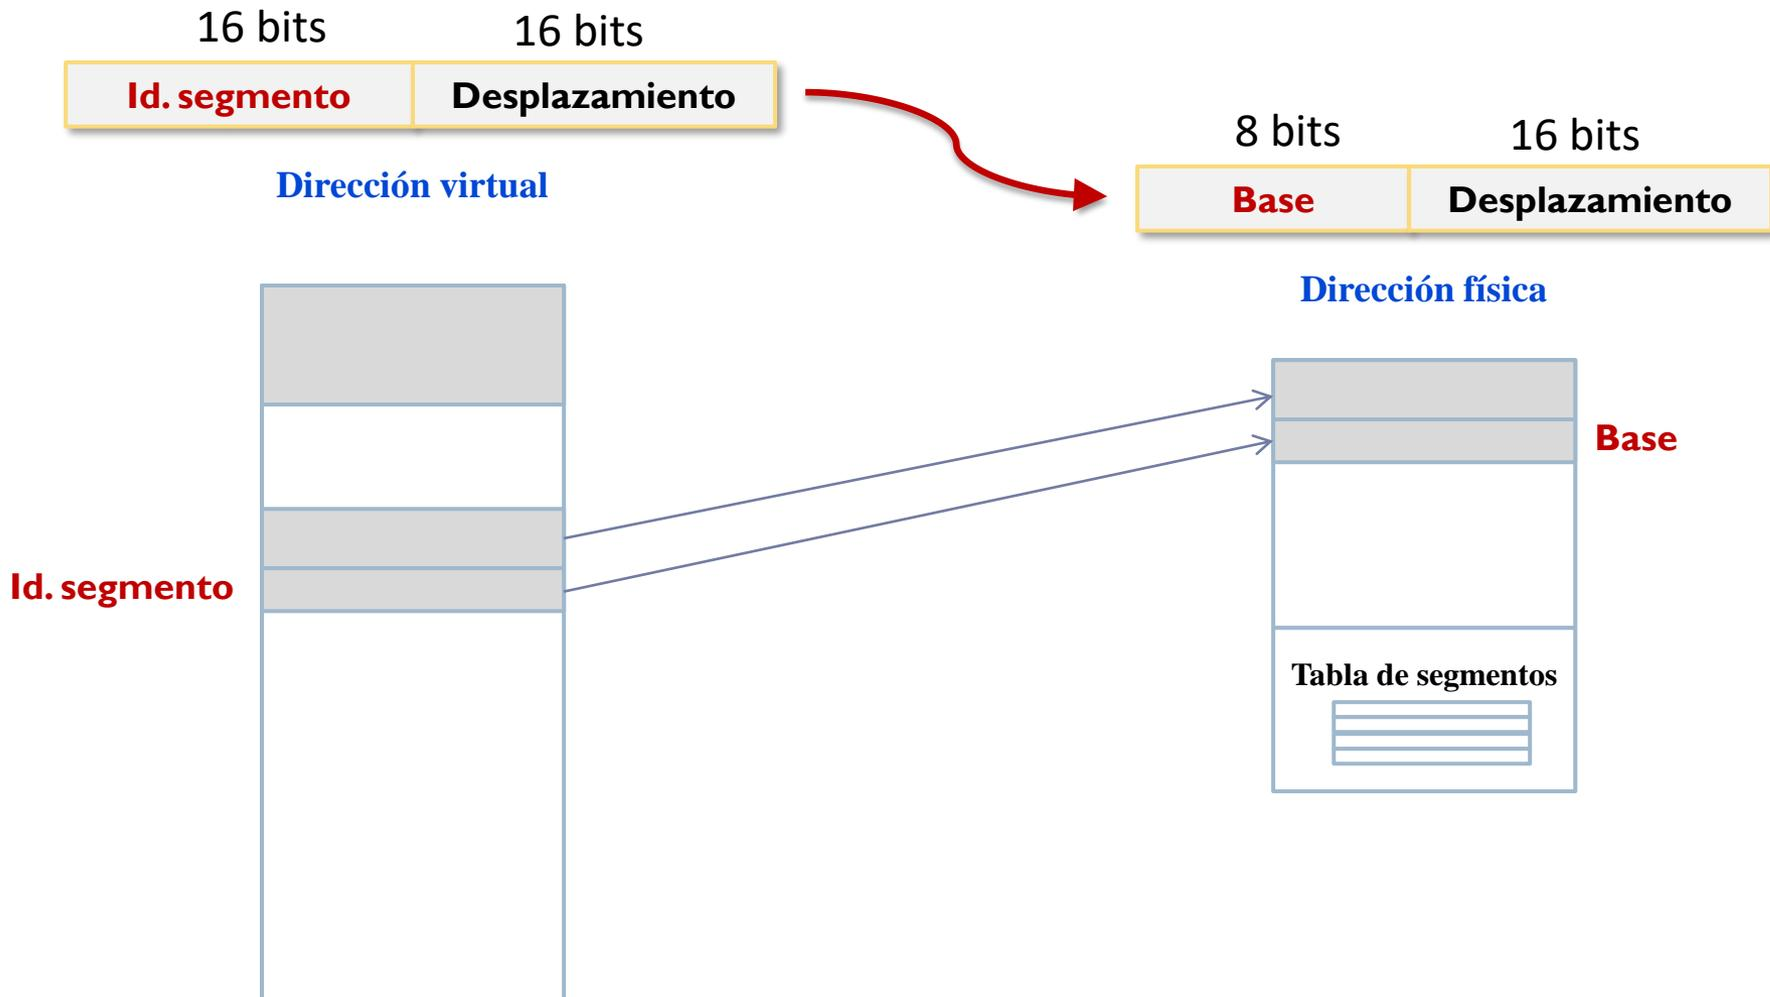 16 bits
16 bits
Id. segmento
Desplazamiento
Dirección virtual
8 bits
16 bits
Base
Desplazamiento
Dirección física
Base
Id. segmento
Tabla de segmentos